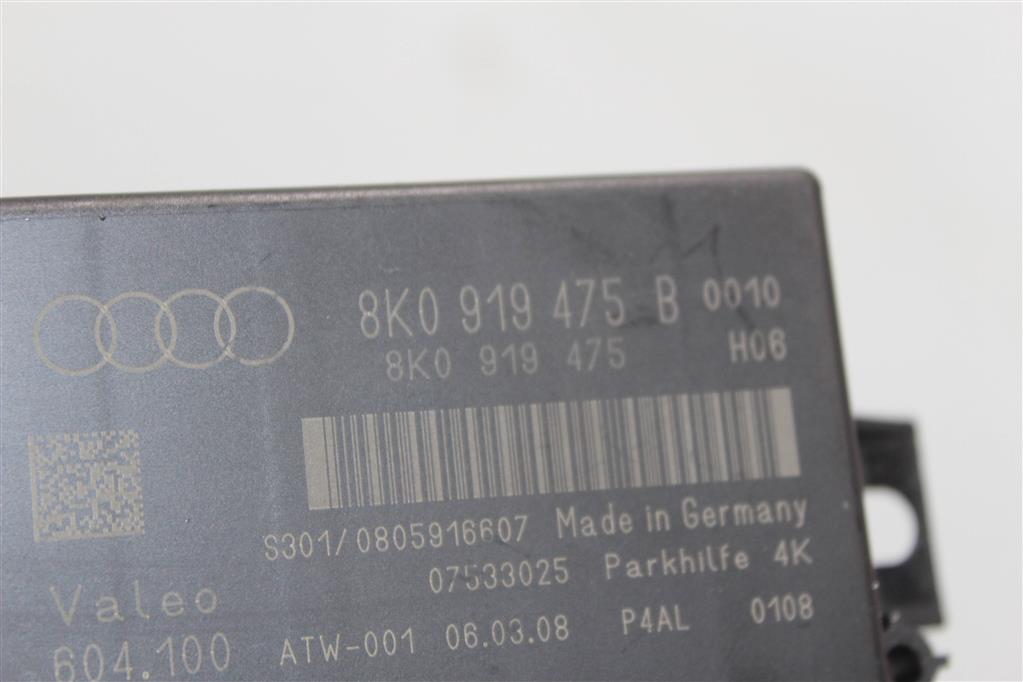 8K0 919 475 B 0010
8K0 919 475 H06
S301/0805916607 Made in Germany
07533025 Parkhilfe 4K
Valeo
604.100 ATW-001 06.03.08 P4AL 0108